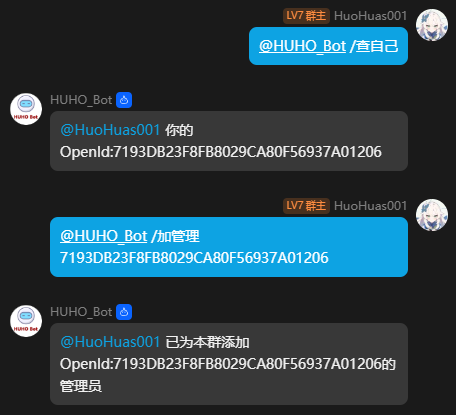 LV7 群主 HuoHuas001
@HUHO_Bot /查自己
HUHO_Bot
@HuoHuas001 你的
OpenId:7193DB23F8FB8029CA80F56937A01206
LV7 群主 HuoHuas001
@HUHO_Bot /加管理
7193DB23F8FB8029CA80F56937A01206
HUHO_Bot
@HuoHuas001 已为本群添加
OpenId:7193DB23F8FB8029CA80F56937A01206的
管理员
HUHO Bot
HUHO Bot